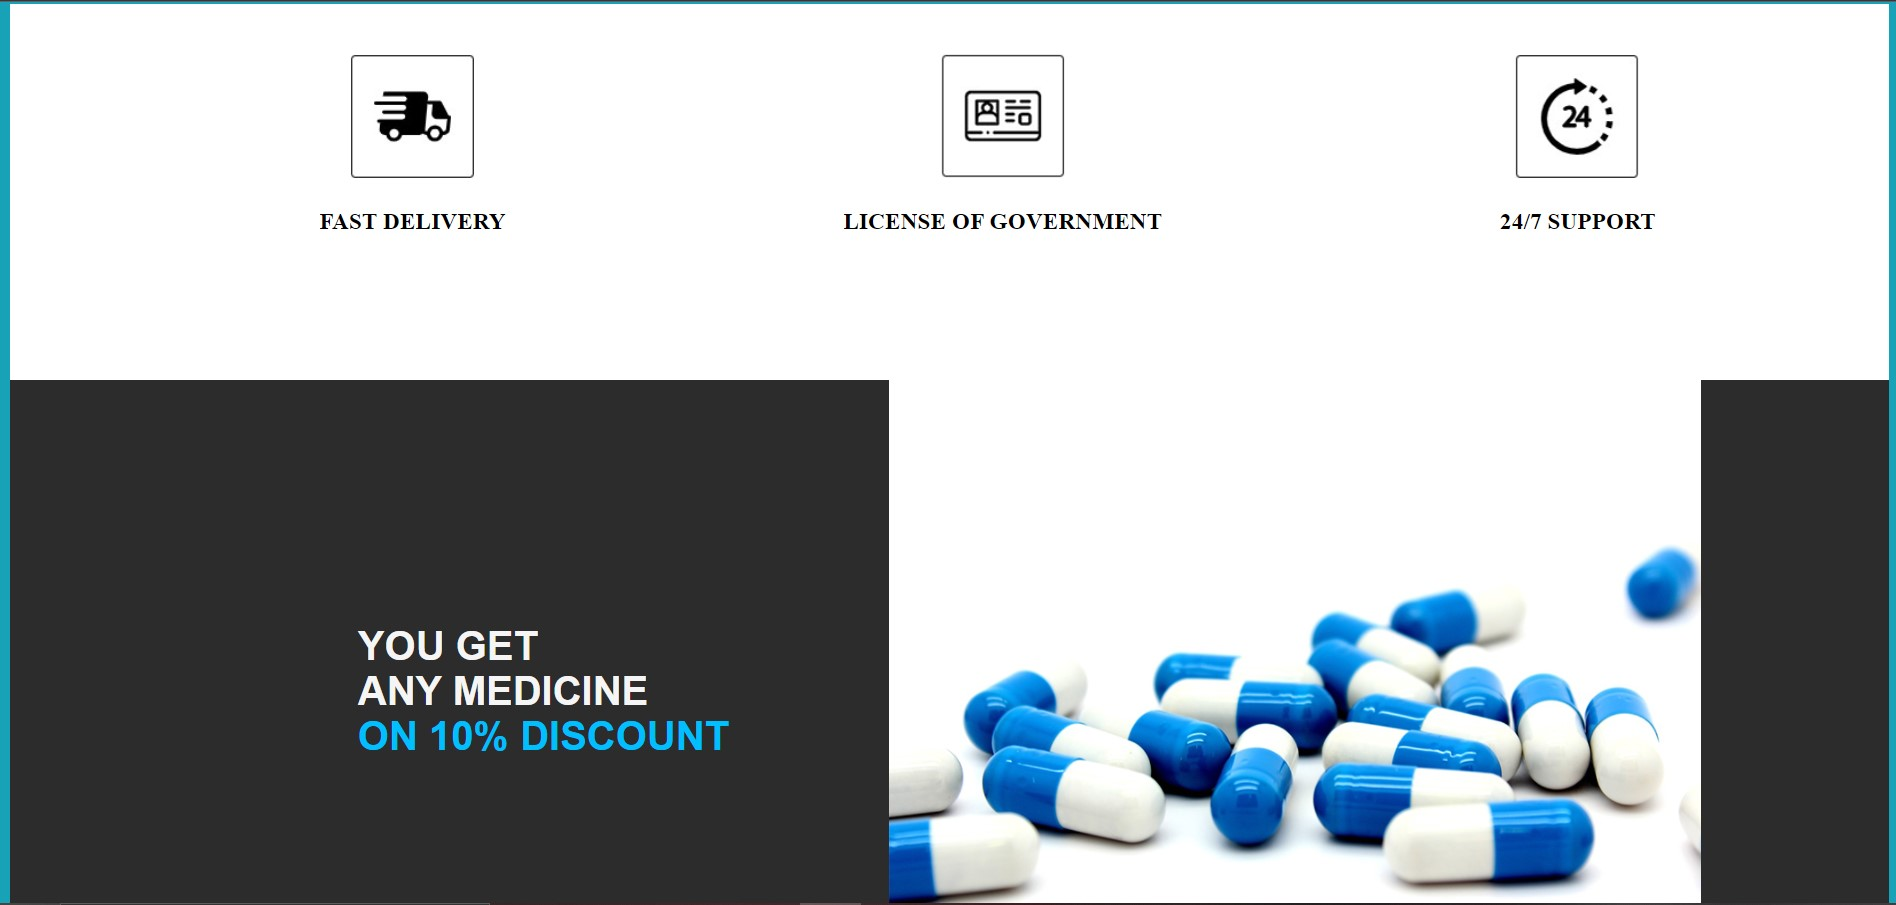 24
FAST DELIVERY
LICENSE OF GOVERNMENT
24/7 SUPPORT
YOU GET
ANY MEDICINE
ON 10% DISCOUNT